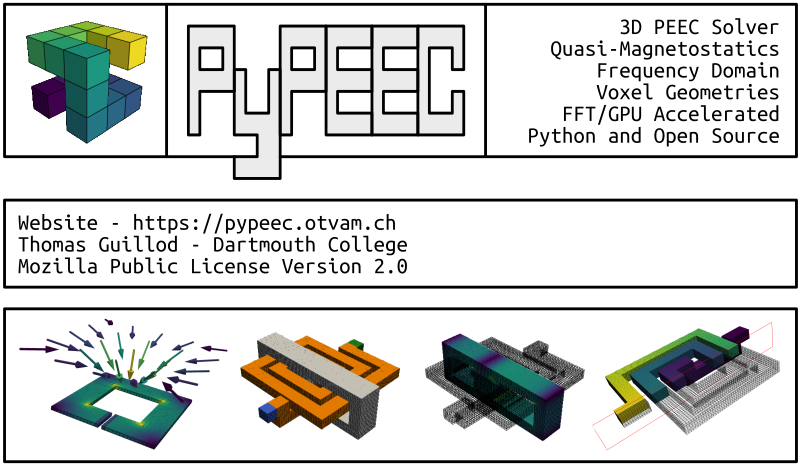 PyPEEC
3D PEEC Solver
Quasi-Magnetostatics
Frequency Domain
Voxel Geometries
FFT/GPU Accelerated
Python and Open Source
Website - https://pypeec.otvam.ch
Thomas Guillod - Dartmouth College
Mozilla Public License Version 2.0